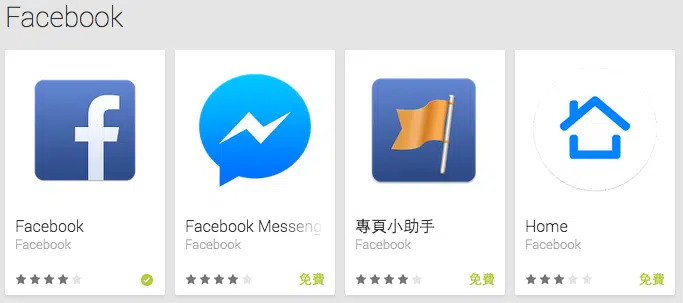 Facebook
Facebook
Facebook
Facebook Messeng
Facebook
免費
專頁小助手
Facebook
免費
Home
Facebook
免費